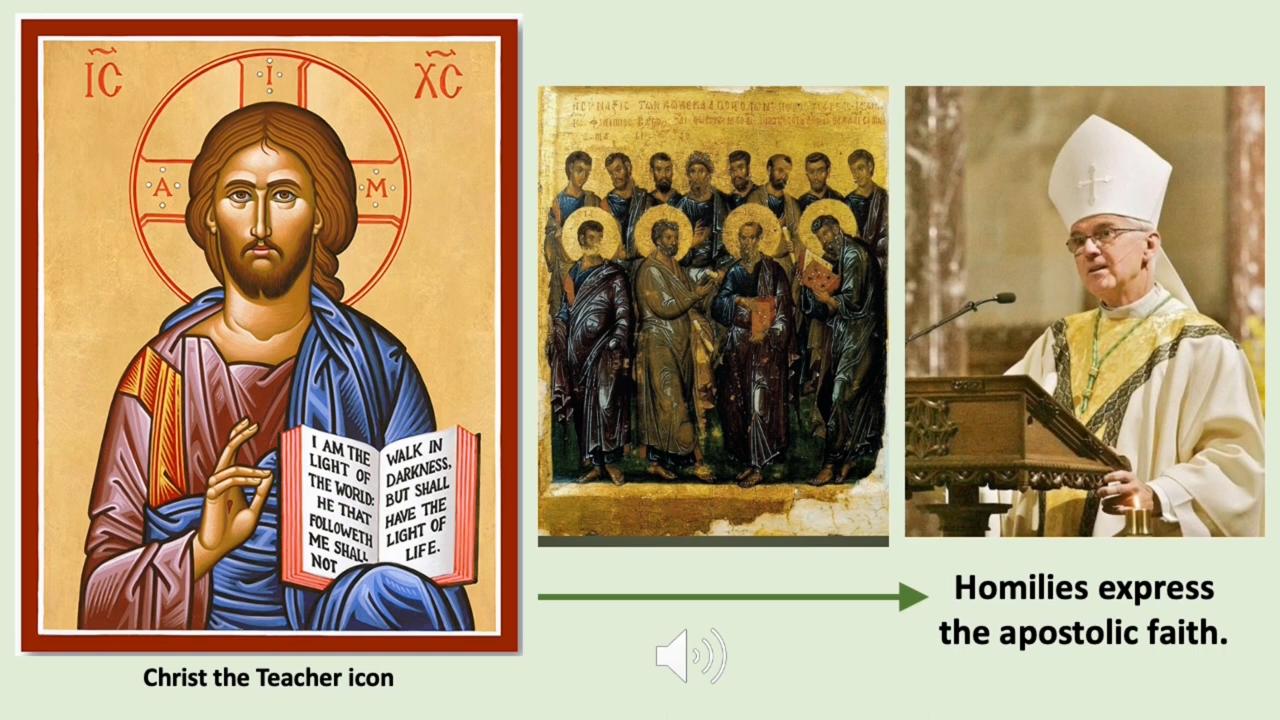 IC
XC
I
A
M
I AM THE
LIGHT OF
THE WORLD:
HE THAT
FOLLOWETH
ME SHALL
NOT
WALK IN
DARKNESS,
BUT SHALL
HAVE THE
LIGHT OF
LIFE.
Christ the Teacher icon
Homilies express
the apostolic faith.